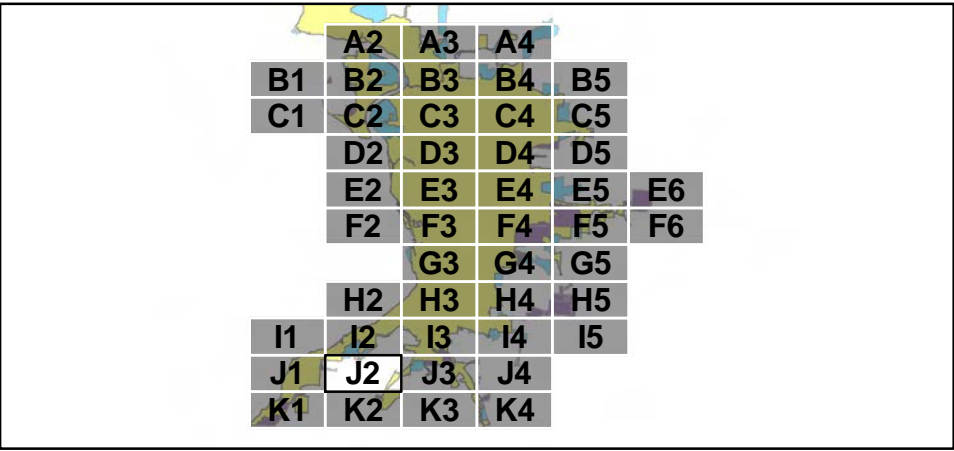 A2 A3 A4
B1 B2 B3 B4 B5
C1 C2 C3 C4 C5
D2 D3 D4 D5
E2 E3 E4 E5 E6
F2 F3 F4 F5 F6
G3 G4 G5
H2 H3 H4 H5
I1 I2 I3 I4 I5
J1 J2 J3 J4
K1 K2 K3 K4